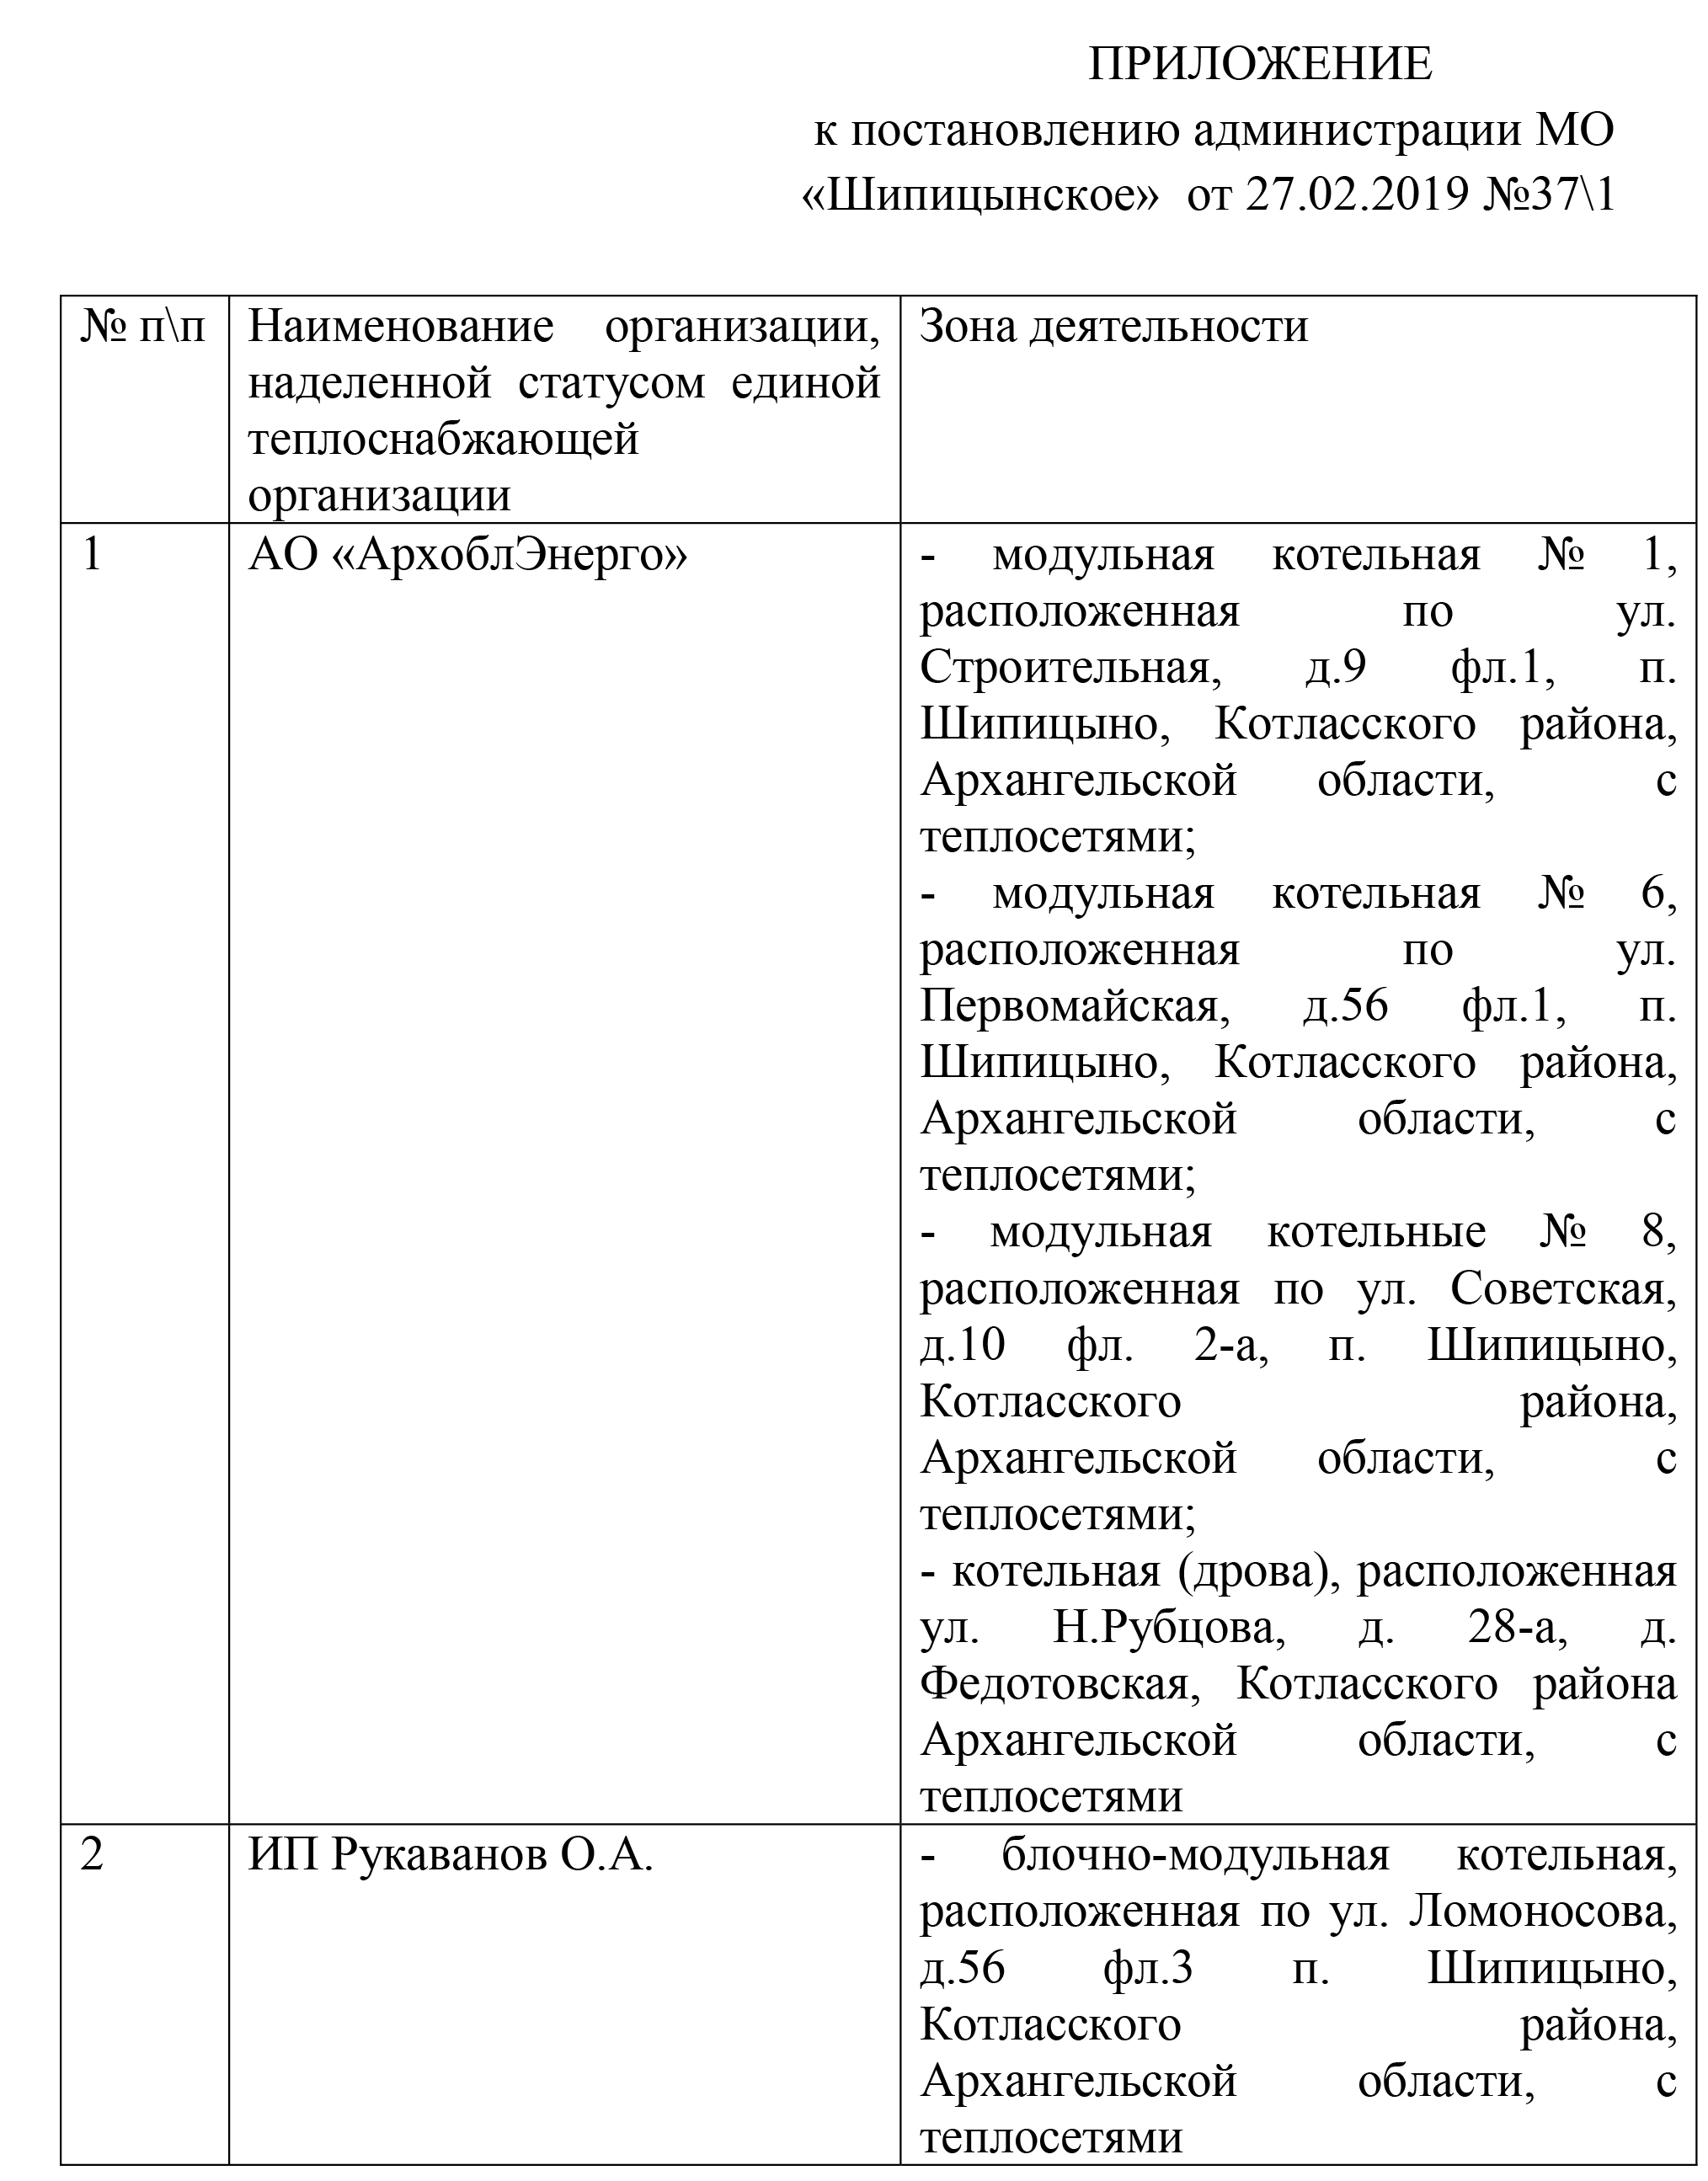 ПРИЛОЖЕНИЕ
к постановлению администрации МО
«Шипицынское» от 27.02.2019 №37\1
№ п\п
Наименование организации,
наделенной статусом единой
теплоснабжающей
организации
Зона деятельности
1
АО «АрхоблЭнерго»
- модульная котельная № 1,
расположенная по ул.
Строительная, д.9 фл.1, п.
Шипицыно, Котласского района,
Архангельской области, с
теплосетями;
- модульная котельная № 6,
расположенная по ул.
Первомайская, д.56 фл.1, п.
Шипицыно, Котласского района,
Архангельской области, с
теплосетями;
- модульная котельные № 8,
расположенная по ул. Советская,
д.10 фл. 2-а, п. Шипицыно,
Котласского района,
Архангельской области, с
теплосетями;
- котельная (дрова), расположенная
ул. Н.Рубцова, д. 28-а, д.
Федотовская, Котласского района
Архангельской области, с
теплосетями
2
ИП Рукаванов О.А.
- блочно-модульная котельная,
расположенная по ул. Ломоносова,
д.56 фл.3 п. Шипицыно,
Котласского района,
Архангельской области, с
теплосетями